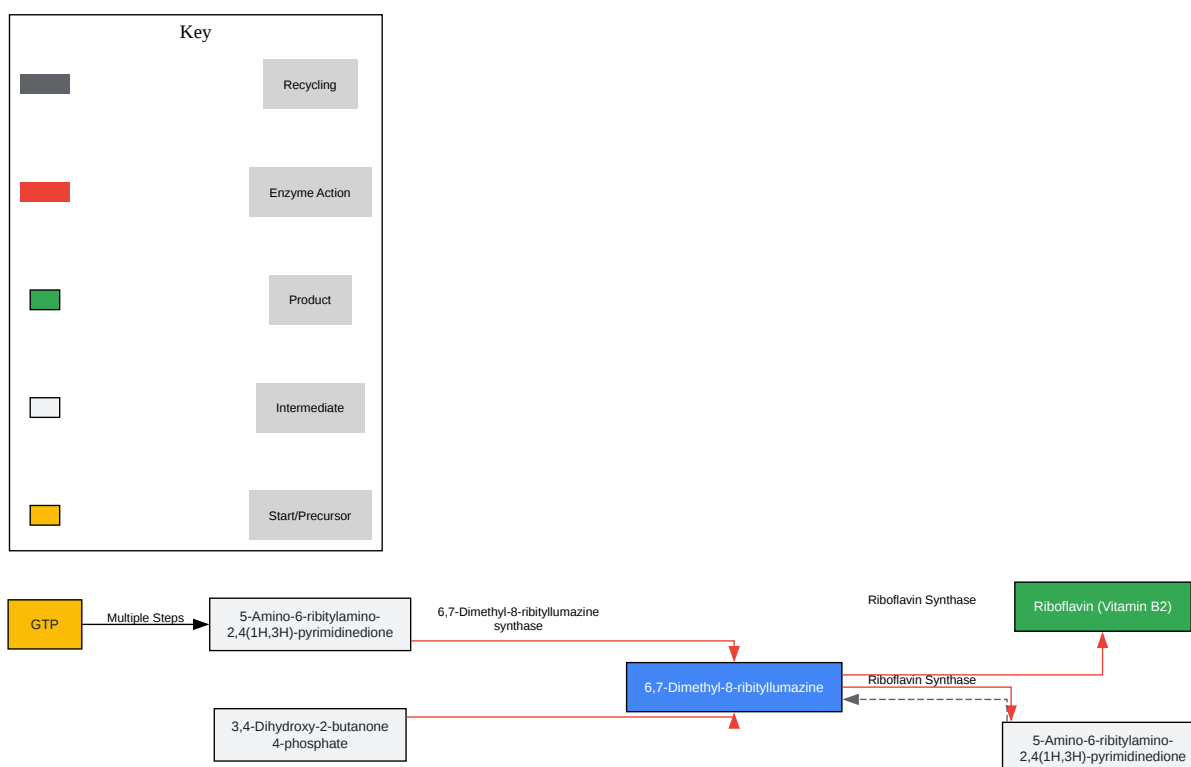 Key
Recycling
Enzyme Action
Product
Intermediate
Start/Precursor
GTP
Multiple Steps
5-Amino-6-ribitylamino-
2,4(1H,3H)-pyrimidinedione
6,7-Dimethyl-8-ribityllumazine
synthase
3,4-Dihydroxy-2-butanone
4-phosphate
6,7-Dimethyl-8-ribityllumazine
Riboflavin Synthase
Riboflavin (Vitamin B2)
Riboflavin Synthase
5-Amino-6-ribitylamino-
2,4(1H,3H)-pyrimidinedione